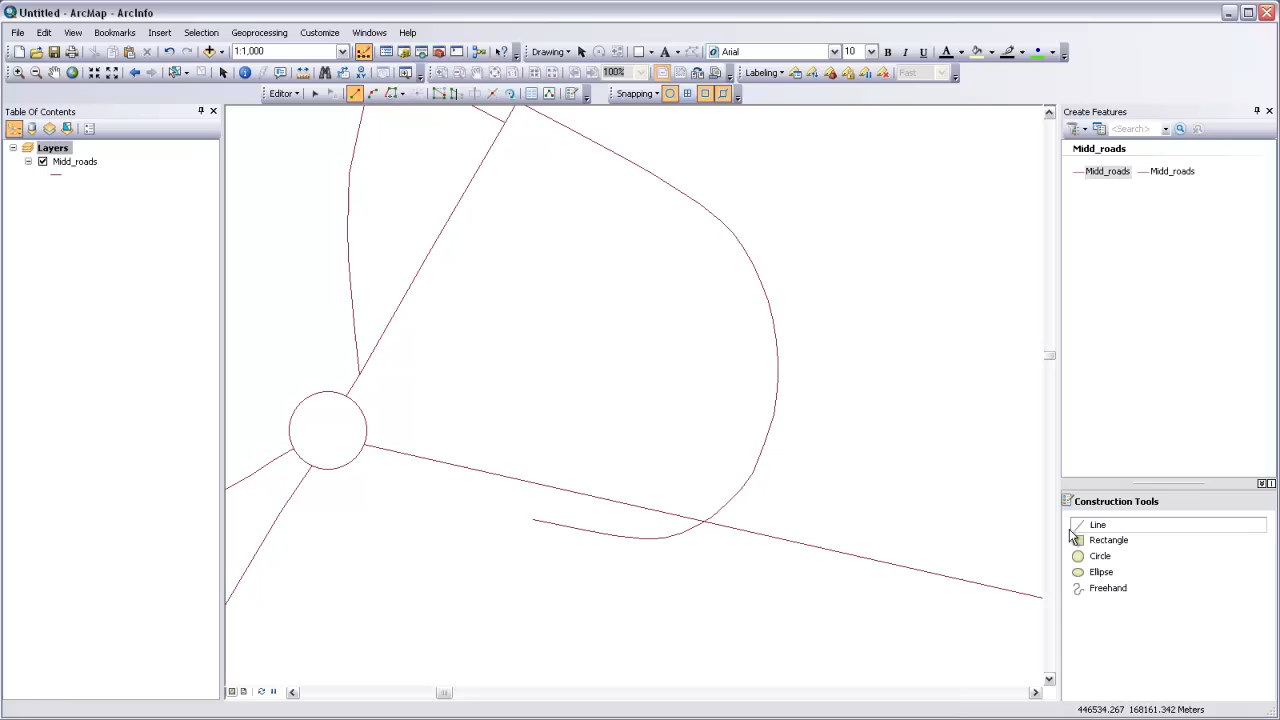 Untitled - ArcMap - ArcInfo
File Edit View Bookmarks Insert Selection Geoprocessing Customize Windows Help
1:1,000 Drawing Arial 10 B I U A
100% Labeling Fast
Editor Snapping
Table Of Contents
Layers
Midd_roads
Create Features
<Search>
Midd_roads
Midd_roads Midd_roads
Construction Tools
Line
Rectangle
Circle
Ellipse
Freehand
446534.267 168161.342 Meters